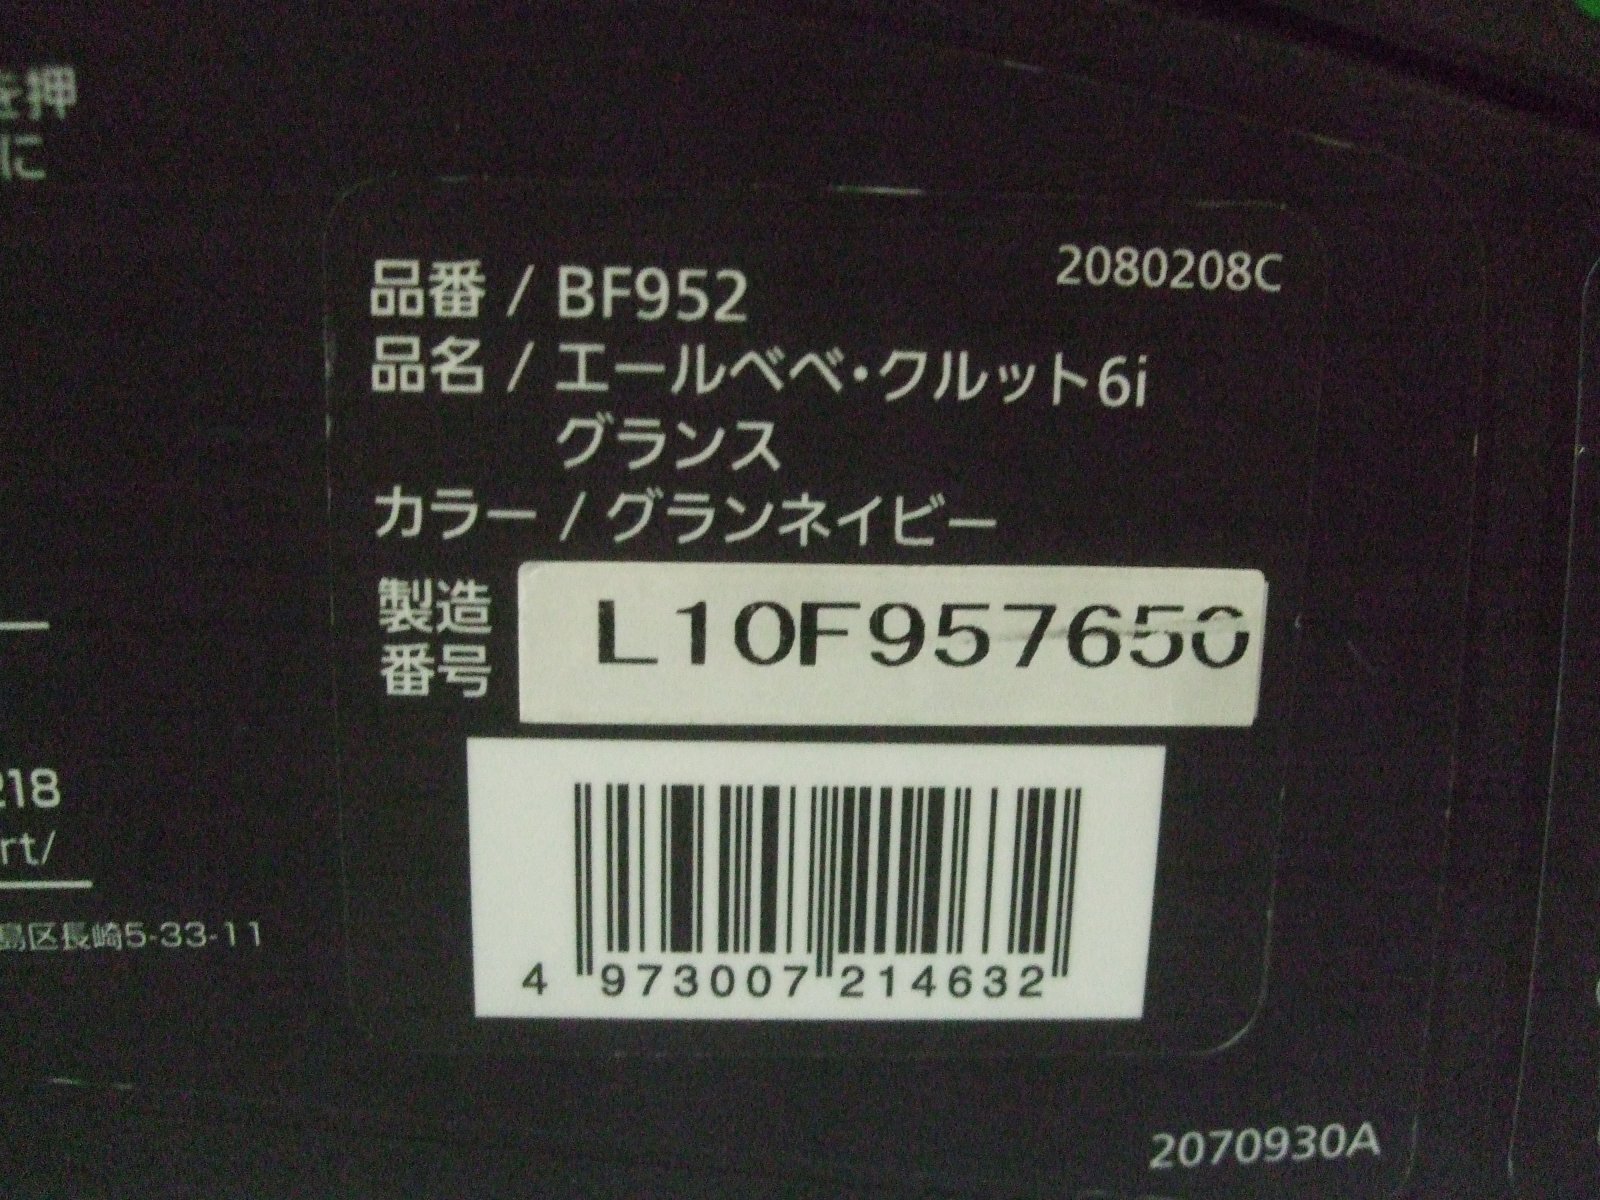 を押
に
2080208C
品番 / BF952
品名 / エールベベ・クルット6i
グランス
カラー / グランネイビー
製造
番号
L10F957650
218
rt/
島区長崎5-33-11
4 973007 214632
2070930A